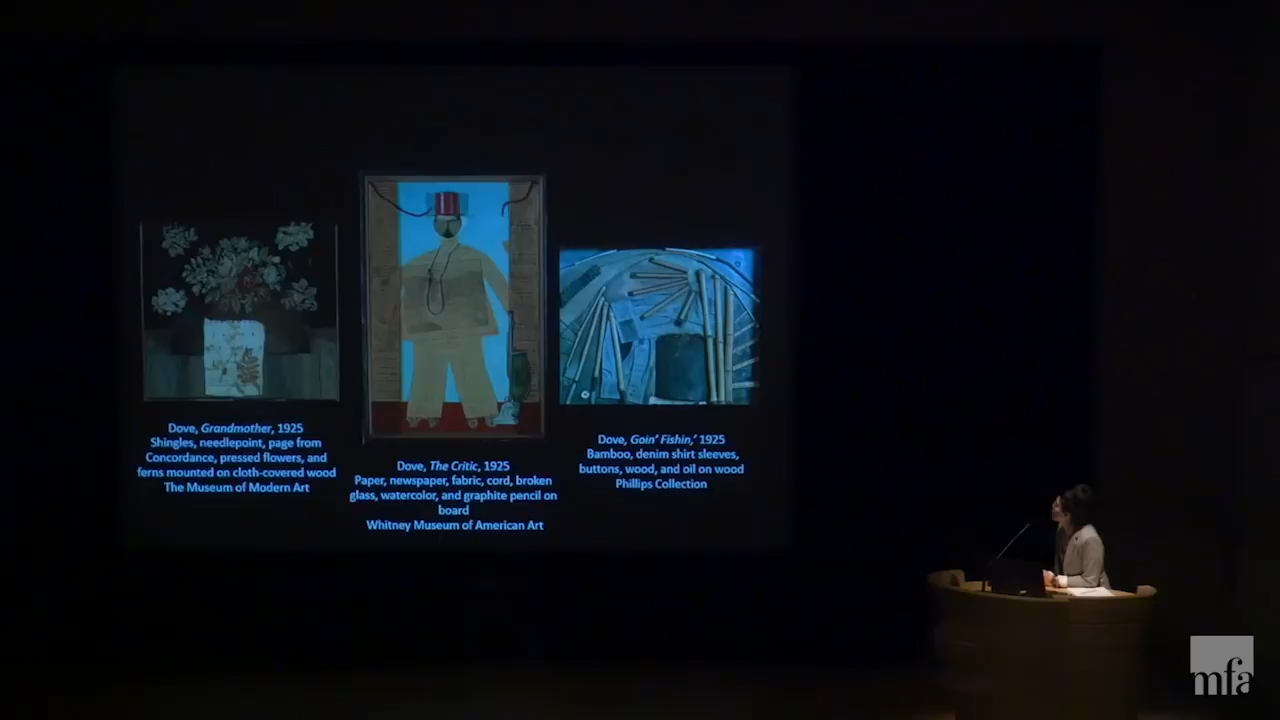 Dove, Grandmother, 1925
Shingles, needlepoint, page from
Concordance, pressed flowers, and
ferns mounted on cloth-covered wood
The Museum of Modern Art
Dove, The Critic, 1925
Paper, newspaper, fabric, cord, broken
glass, watercolor, and graphite pencil on
board
Whitney Museum of American Art
Dove, Goin' Fishin,' 1925
Bamboo, denim shirt sleeves,
buttons, wood, and oil on wood
Phillips Collection
mfa